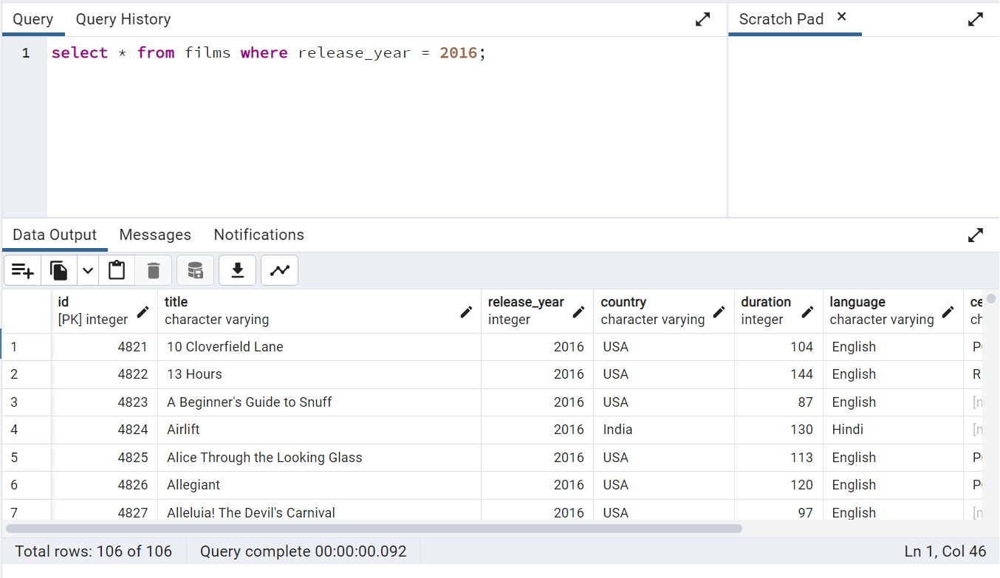 Query Query History Scratch Pad ×
1 select * from films where release_year = 2016;
Data Output Messages Notifications
id title release_year country duration language
[PK] integer character varying integer character varying integer character varying
1 4821 10 Cloverfield Lane 2016 USA 104 English
2 4822 13 Hours 2016 USA 144 English R
3 4823 A Beginner's Guide to Snuff 2016 USA 87 English
4 4824 Airlift 2016 India 130 Hindi
5 4825 Alice Through the Looking Glass 2016 USA 113 English
6 4826 Allegiant 2016 USA 120 English
7 4827 Alleluia! The Devil's Carnival 2016 USA 97 English
Total rows: 106 of 106 Query complete 00:00:00.092 Ln 1, Col 46